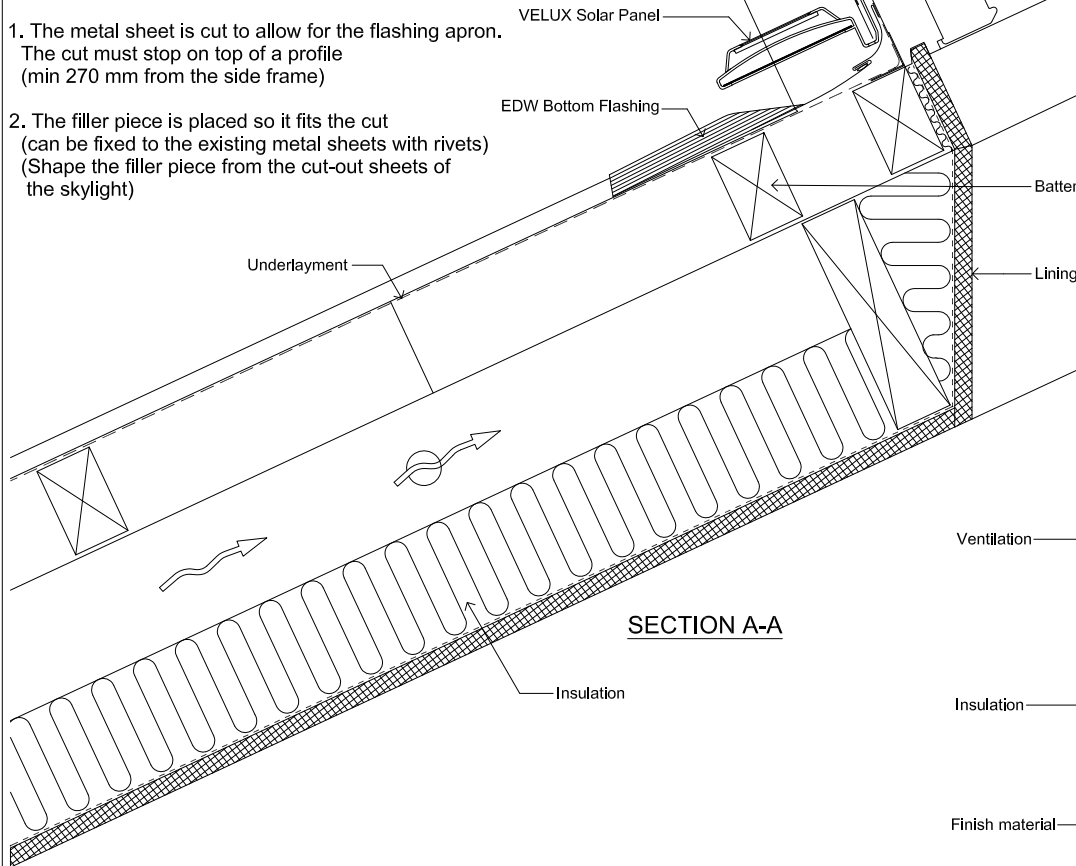 1. The metal sheet is cut to allow for the flashing apron.
The cut must stop on top of a profile
(min 270 mm from the side frame)
2. The filler piece is placed so it fits the cut
(can be fixed to the existing metal sheets with rivets)
(Shape the filler piece from the cut-out sheets of
the skylight)
VELUX Solar Panel
EDW Bottom Flashing
Batter
Underlayment
Lining
Ventilation
SECTION A-A
Insulation
Insulation
Finish material